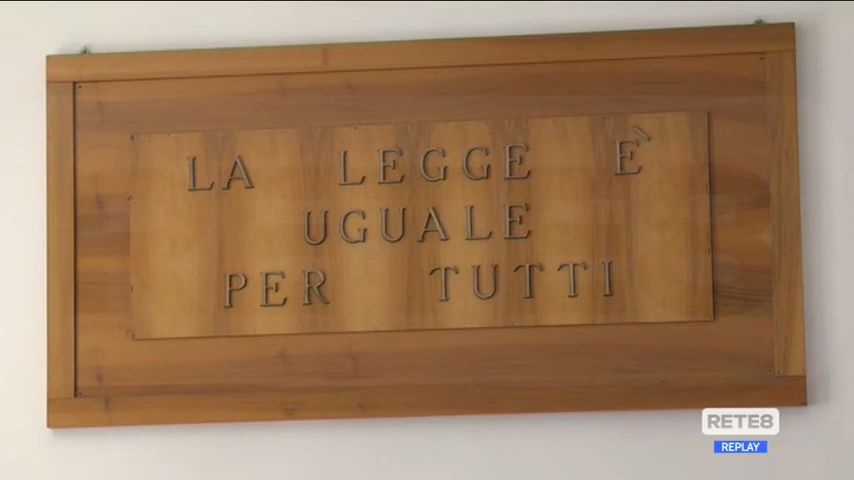 LA LEGGE È
UGUALE
PER TUTTI
RETE8
REPLAY